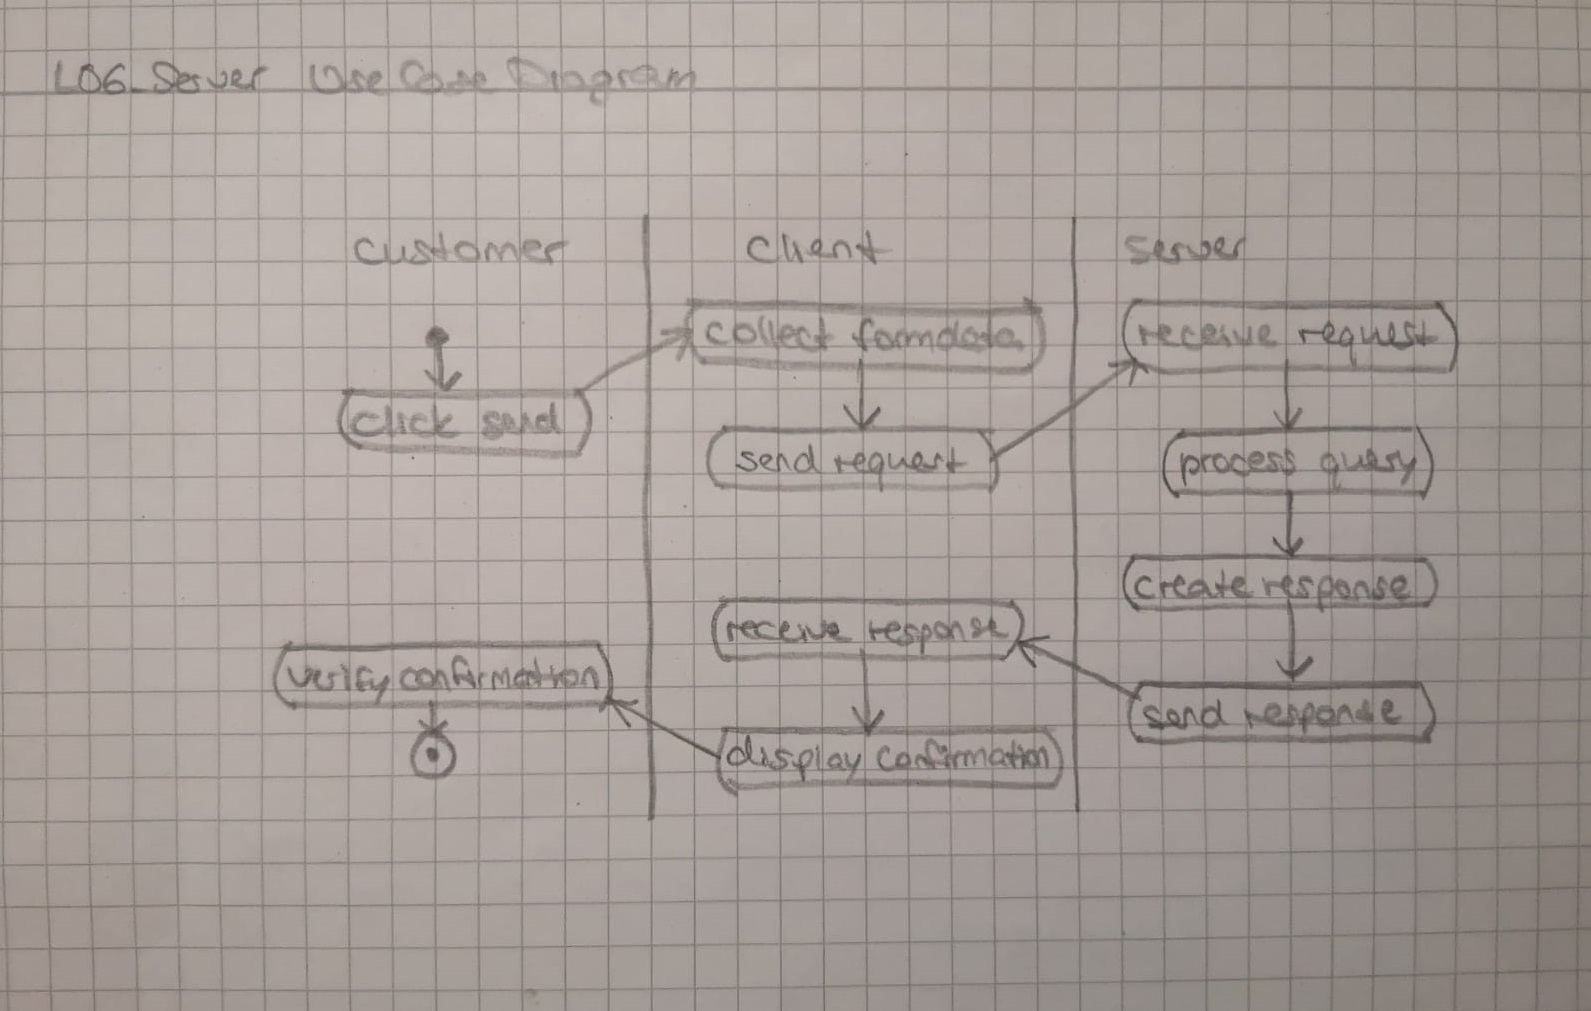 L06_Server Use Case Diagram
customer
client
server
collect formdata
receive request
click send
send request
process query
create response
receive response
verify confirmation
send response
display confirmation